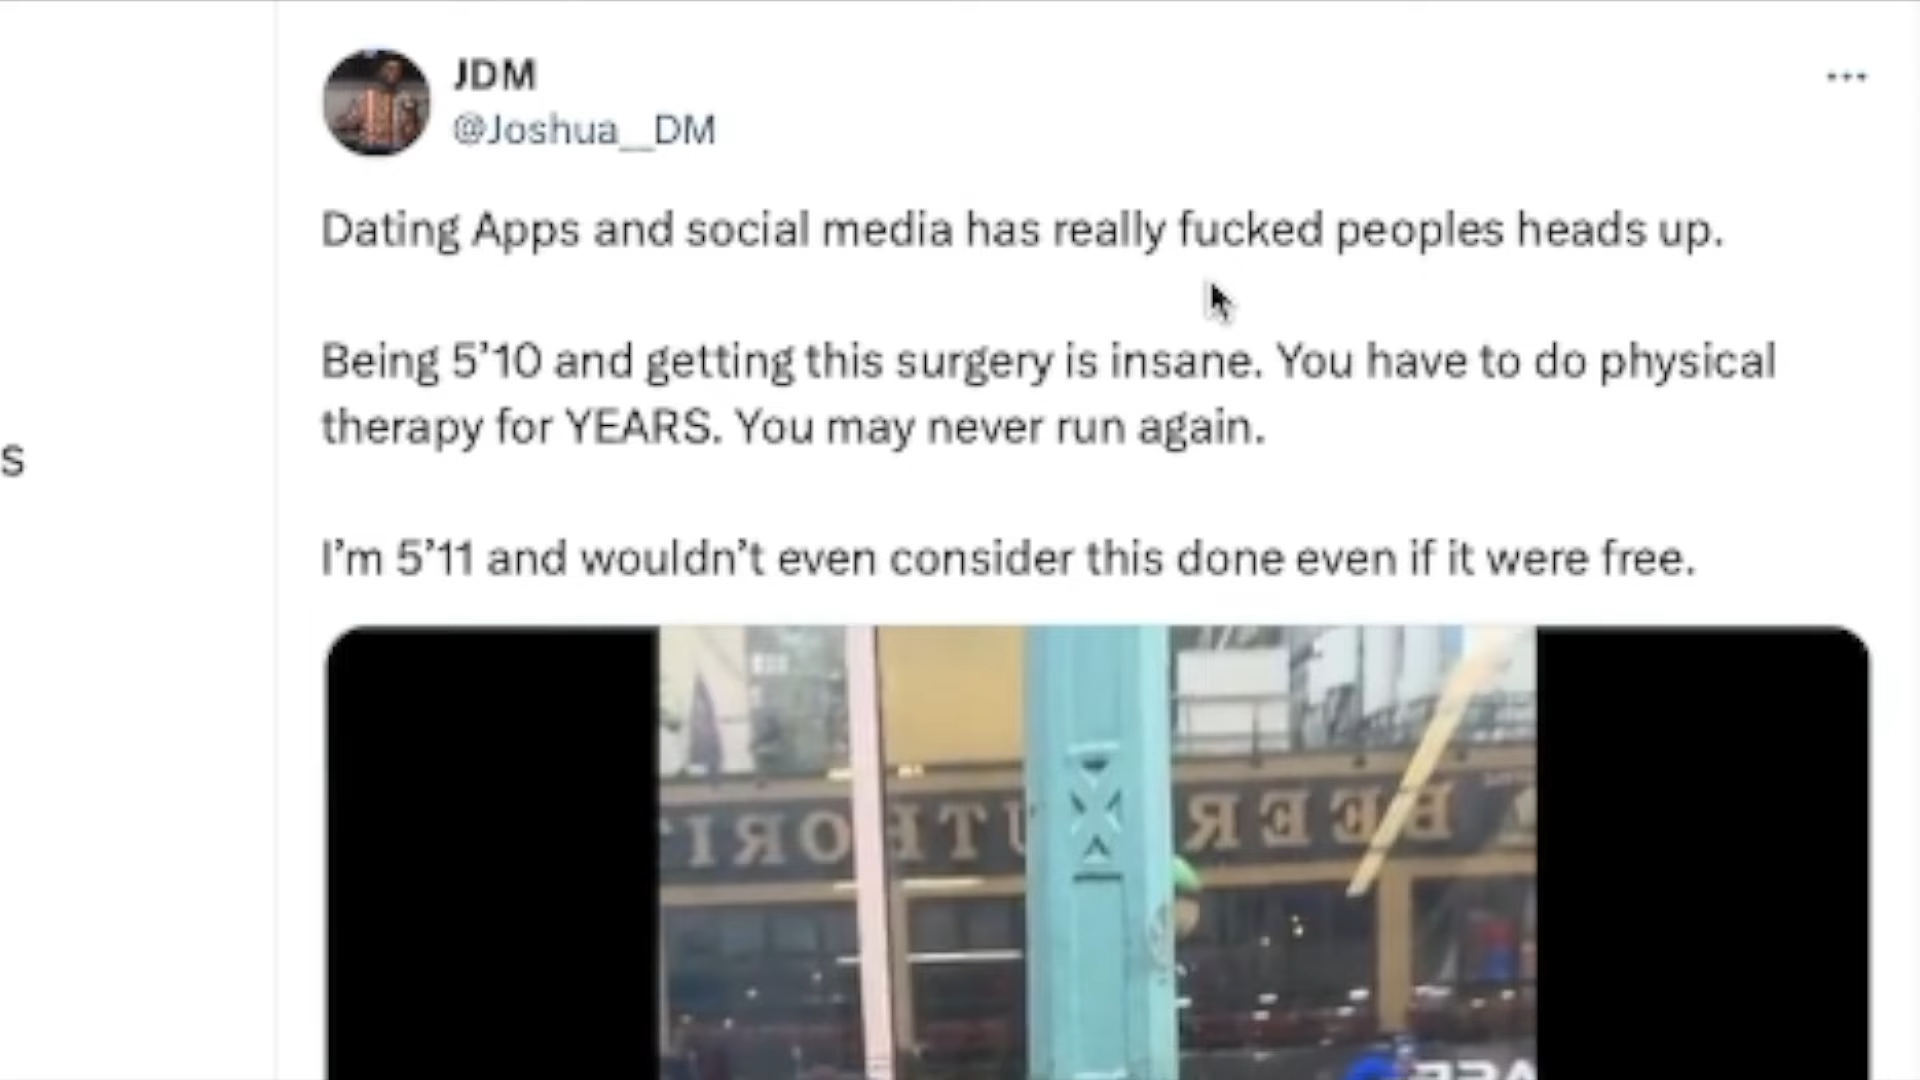 JDM
@Joshua__DM
Dating Apps and social media has really fucked peoples heads up.
Being 5'10 and getting this surgery is insane. You have to do physical
therapy for YEARS. You may never run again.
s
I'm 5'11 and wouldn't even consider this done even if it were free.
BEER